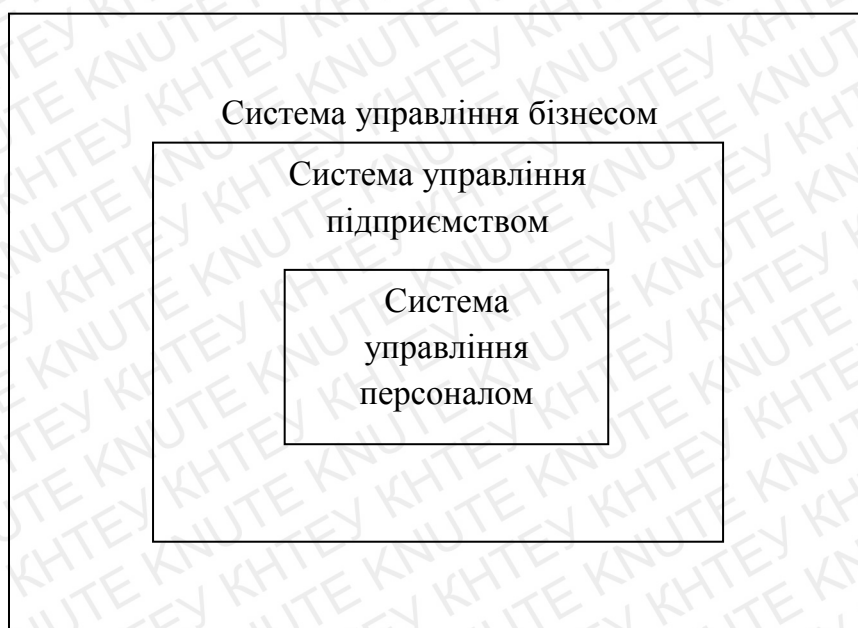 Система управління бізнесом
Система управління
підприємством
Система
управління
персоналом